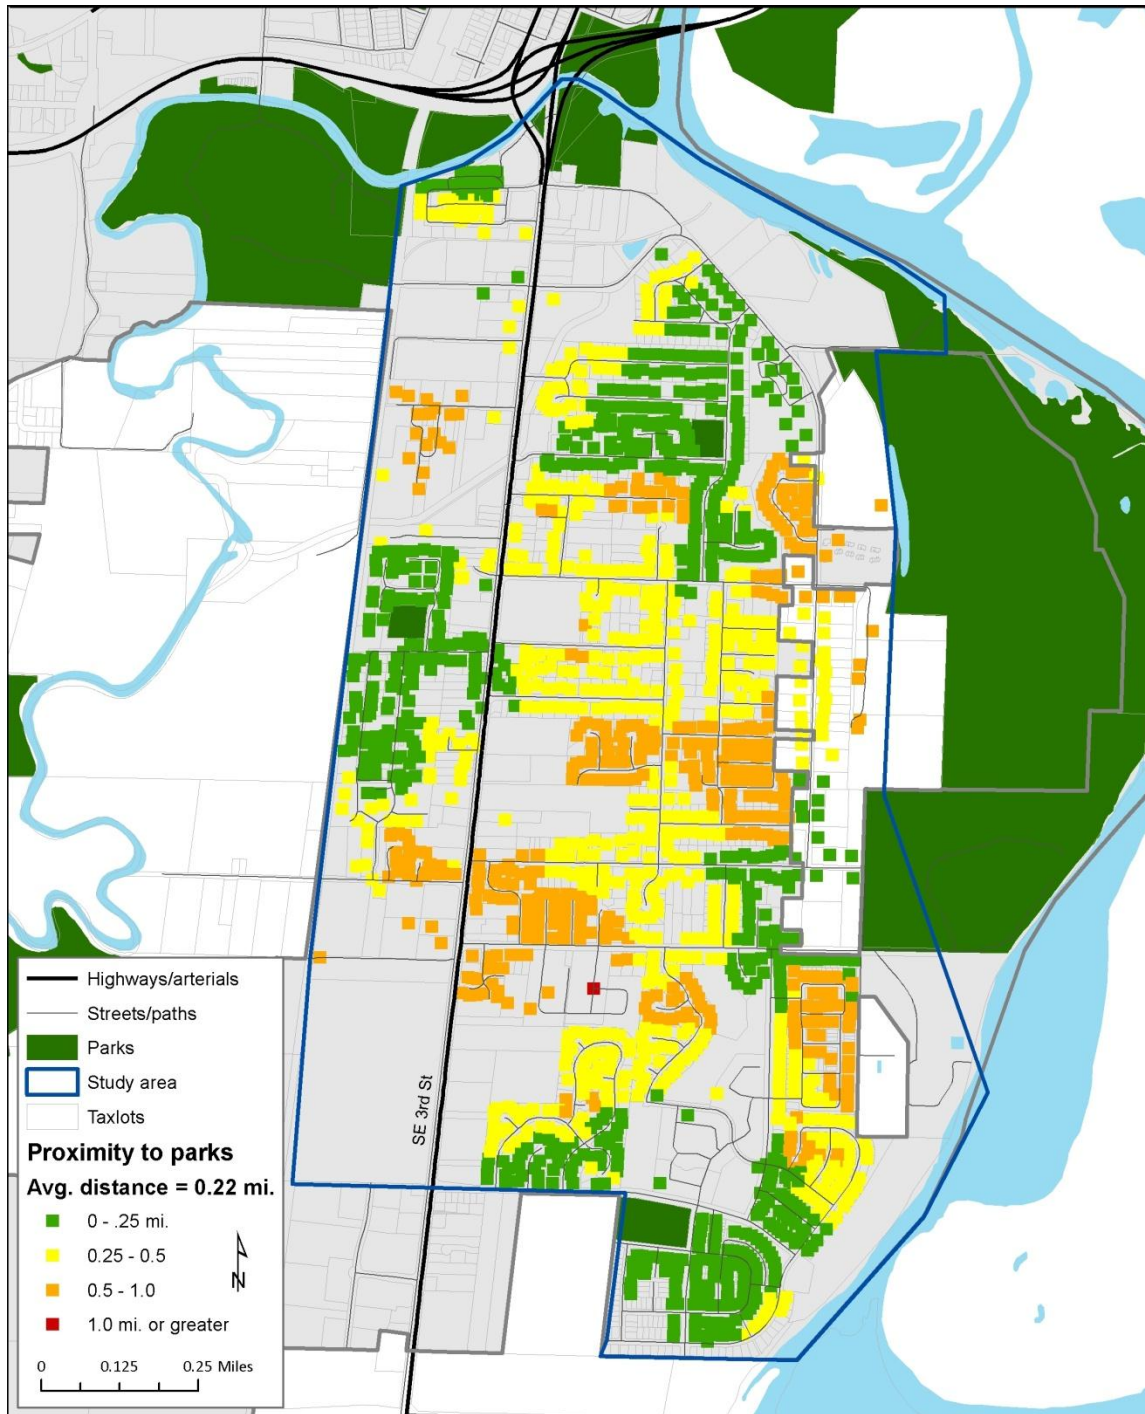 SE 3rd St
Highways/arterials
Streets/paths
Parks
Study area
Taxlots
Proximity to parks
Avg. distance = 0.22 mi.
0 - .25 mi.
0.25 - 0.5
0.5 - 1.0
1.0 mi. or greater
N
0 0.125 0.25 Miles